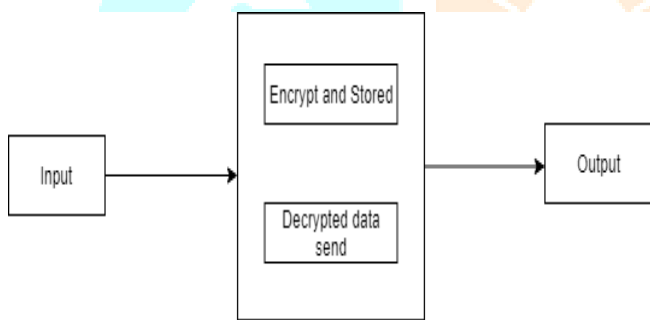 Input
Encrypt and Stored
Decrypted data
send
Output